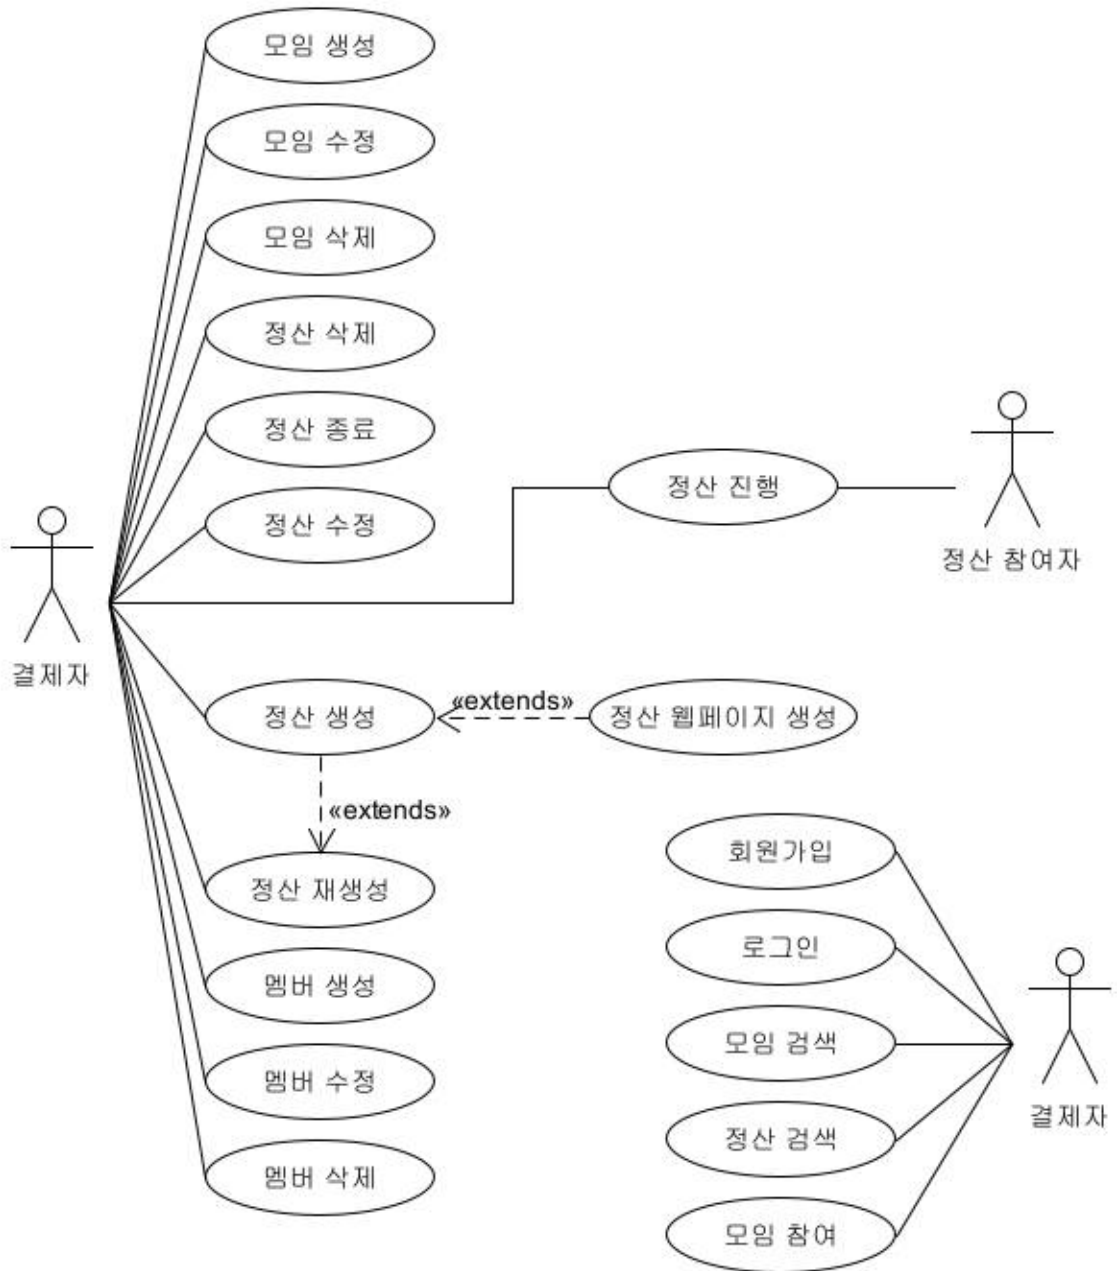 모임 생성
모임 수정
모임 삭제
정산 삭제
정산 종료
정산 진행
정산 수정
정산 참여자
결제자
정산 생성
«extends»
정산 웹페이지 생성
«extends»
정산 재생성
회원가입
로그인
멤버 생성
모임 검색
멤버 수정
결제자
정산 검색
멤버 삭제
모임 참여